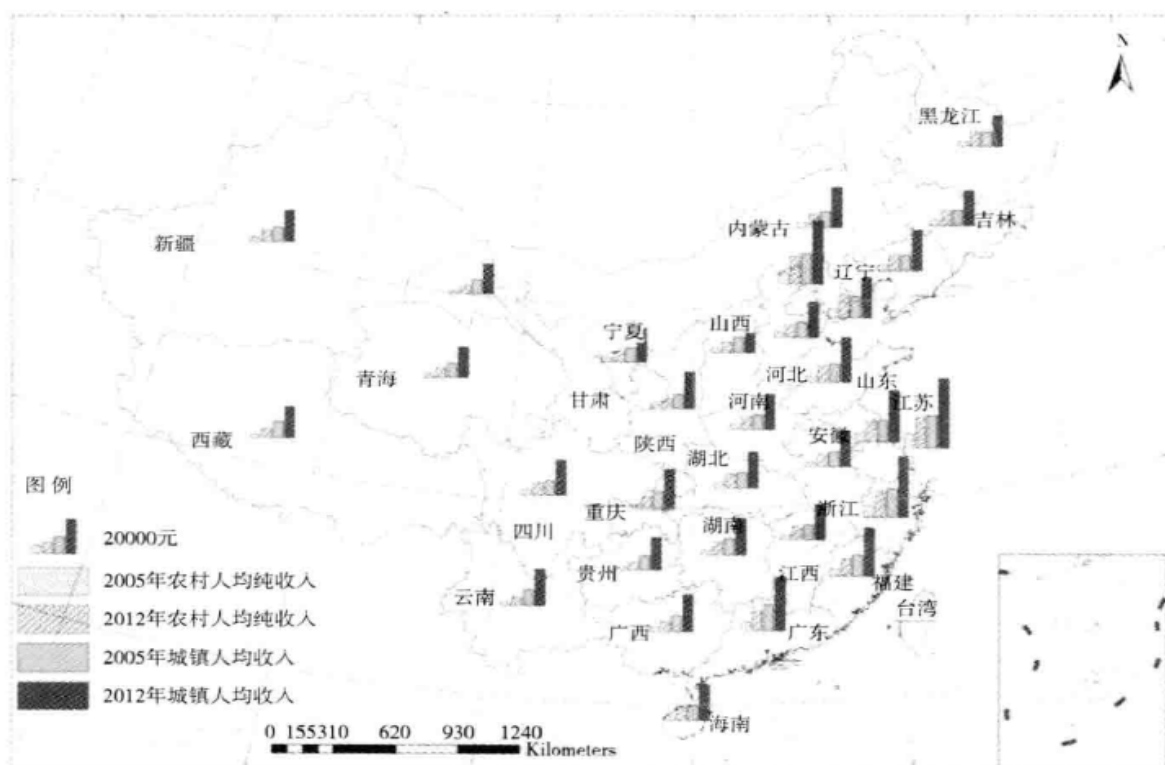 N
黑龙江
吉林
内蒙古
辽宁
新疆
宁夏
山西
青海
甘肃
河北
山东
江苏
河南
安徽
西藏
陕西
湖北
浙江
四川
重庆
湖南
贵州
江西
福建
云南
广西
广东
台湾
海南
图例
20000元
2005年农村人均纯收入
2012年农村人均纯收入
2005年城镇人均收入
2012年城镇人均收入
0 155310 620 930 1240
Kilometers